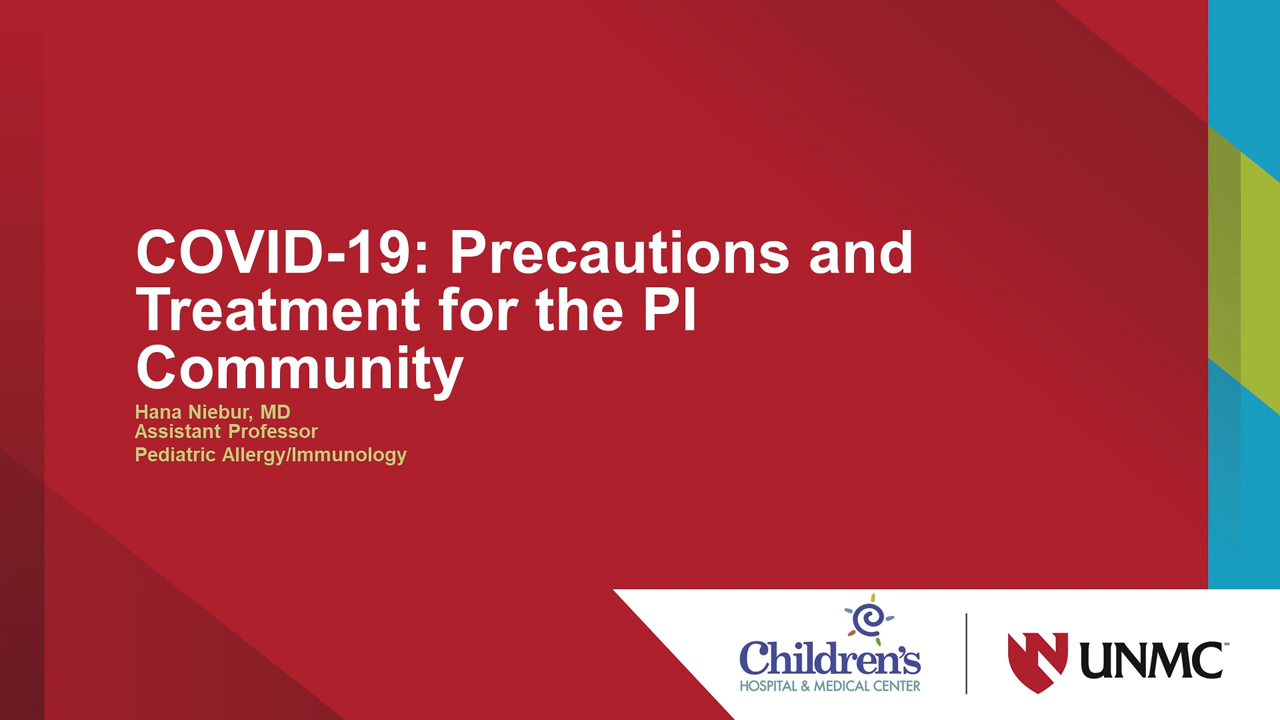 COVID-19: Precautions and
Treatment for the PI
Community
Hana Niebur, MD
Assistant Professor
Pediatric Allergy/Immunology
Children's
HOSPITAL & MEDICAL CENTER
UNMC